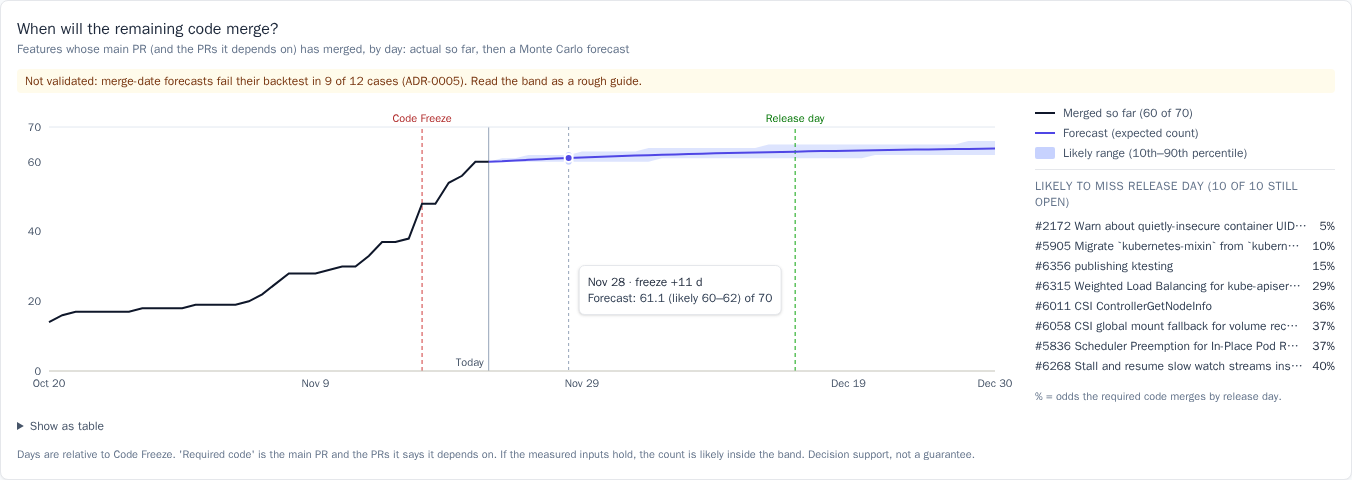 When will the remaining code merge?
Features whose main PR (and the PRs it depends on) has merged, by day: actual so far, then a Monte Carlo forecast
Not validated: merge-date forecasts fail their backtest in 9 of 12 cases (ADR-0005). Read the band as a rough guide.
Code Freeze
Release day
70
60
40
20
0
Today
Nov 28 · freeze +11 d
Forecast: 61.1 (likely 60–62) of 70
Oct 20
Nov 9
Nov 29
Dec 19
Dec 30
Merged so far (60 of 70)
Forecast (expected count)
Likely range (10th–90th percentile)
LIKELY TO MISS RELEASE DAY (10 OF 10 STILL
OPEN)
#2172 Warn about quietly-insecure container UID··· 5%
#5905 Migrate `kubernetes-mixin` from `kubern··· 10%
#6356 publishing ktesting 15%
#6315 Weighted Load Balancing for kube-apiser··· 29%
#6011 CSI ControllerGetNodeInfo 36%
#6058 CSI global mount fallback for volume rec··· 37%
#5836 Scheduler Preemption for In-Place Pod R··· 37%
#6268 Stall and resume slow watch streams ins··· 40%
% = odds the required code merges by release day.
Show as table
Days are relative to Code Freeze. 'Required code' is the main PR and the PRs it says it depends on. If the measured inputs hold, the count is likely inside the band. Decision support, not a guarantee.